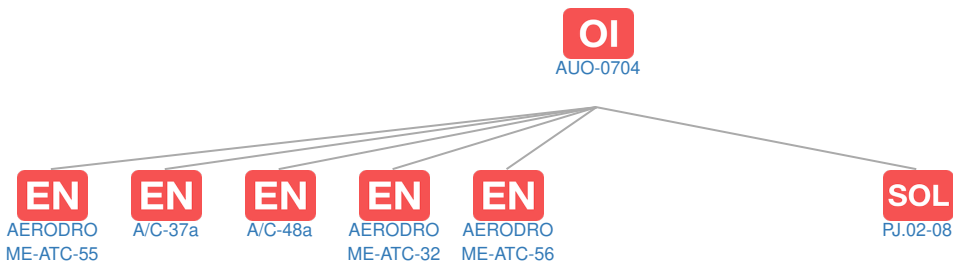 OI
AUO-0704
EN
EN
EN
EN
EN
SOL
AERODRO
ME-ATC-55
A/C-37a
A/C-48a
AERODRO
ME-ATC-32
AERODRO
ME-ATC-56
PJ.02-08